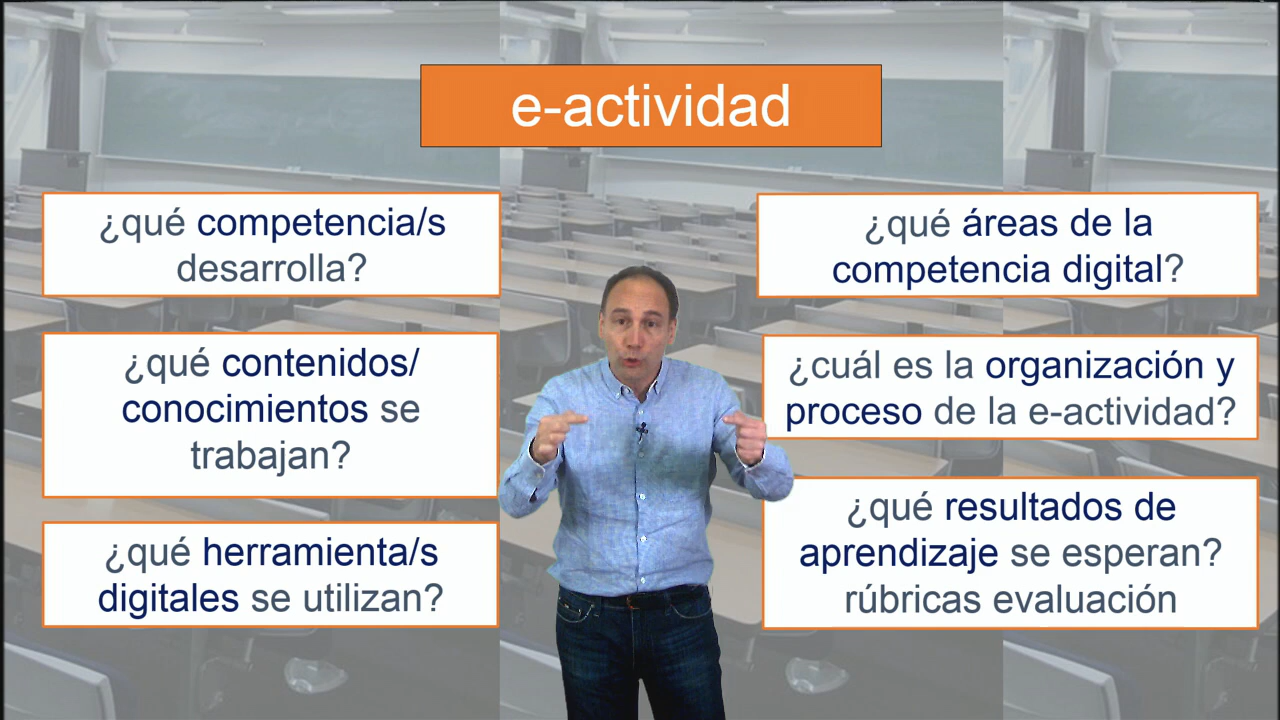 e-actividad
¿qué competencia/s
desarrolla?
¿qué contenidos/
conocimientos se
trabajan?
¿qué herramienta/s
digitales se utilizan?
¿qué áreas de la
competencia digital?
¿cuál es la organización y
proceso de la e-actividad?
¿qué resultados de
aprendizaje se esperan?
rúbricas evaluación